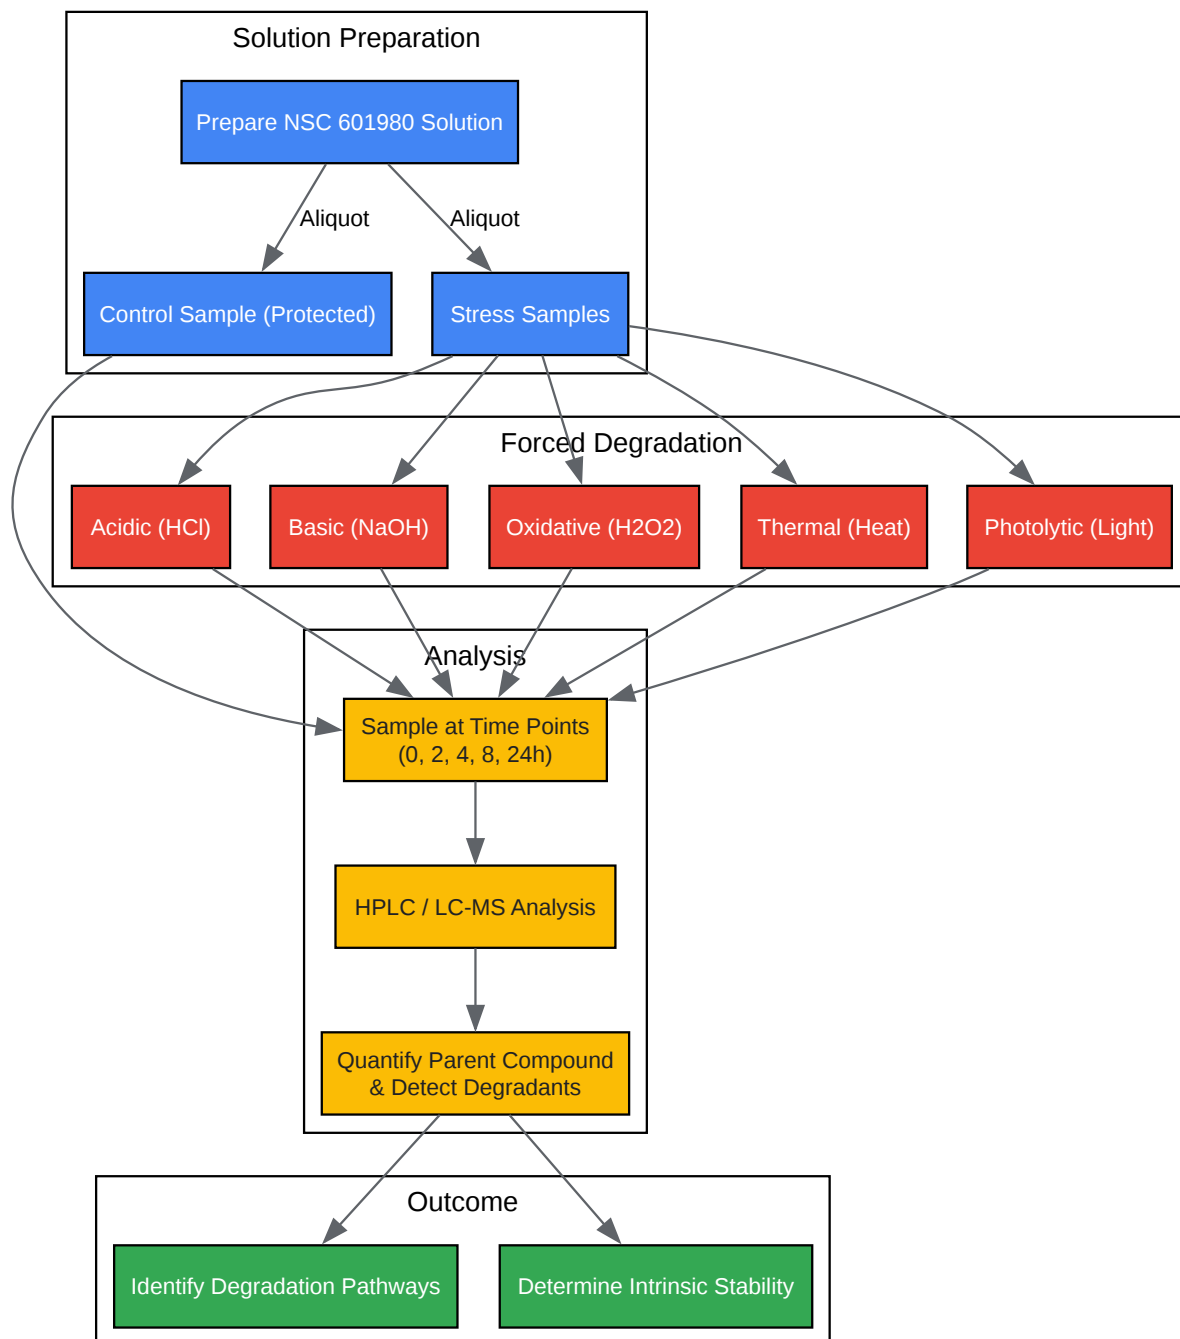 Solution Preparation
Prepare NSC 601980 Solution
Aliquot
Aliquot
Control Sample (Protected)
Stress Samples
Forced Degradation
Acidic (HCl)
Basic (NaOH)
Oxidative (H2O2)
Thermal (Heat)
Photolytic (Light)
Analysis
Sample at Time Points
(0, 2, 4, 8, 24h)
HPLC / LC-MS Analysis
Quantify Parent Compound
& Detect Degradants
Outcome
Identify Degradation Pathways
Determine Intrinsic Stability